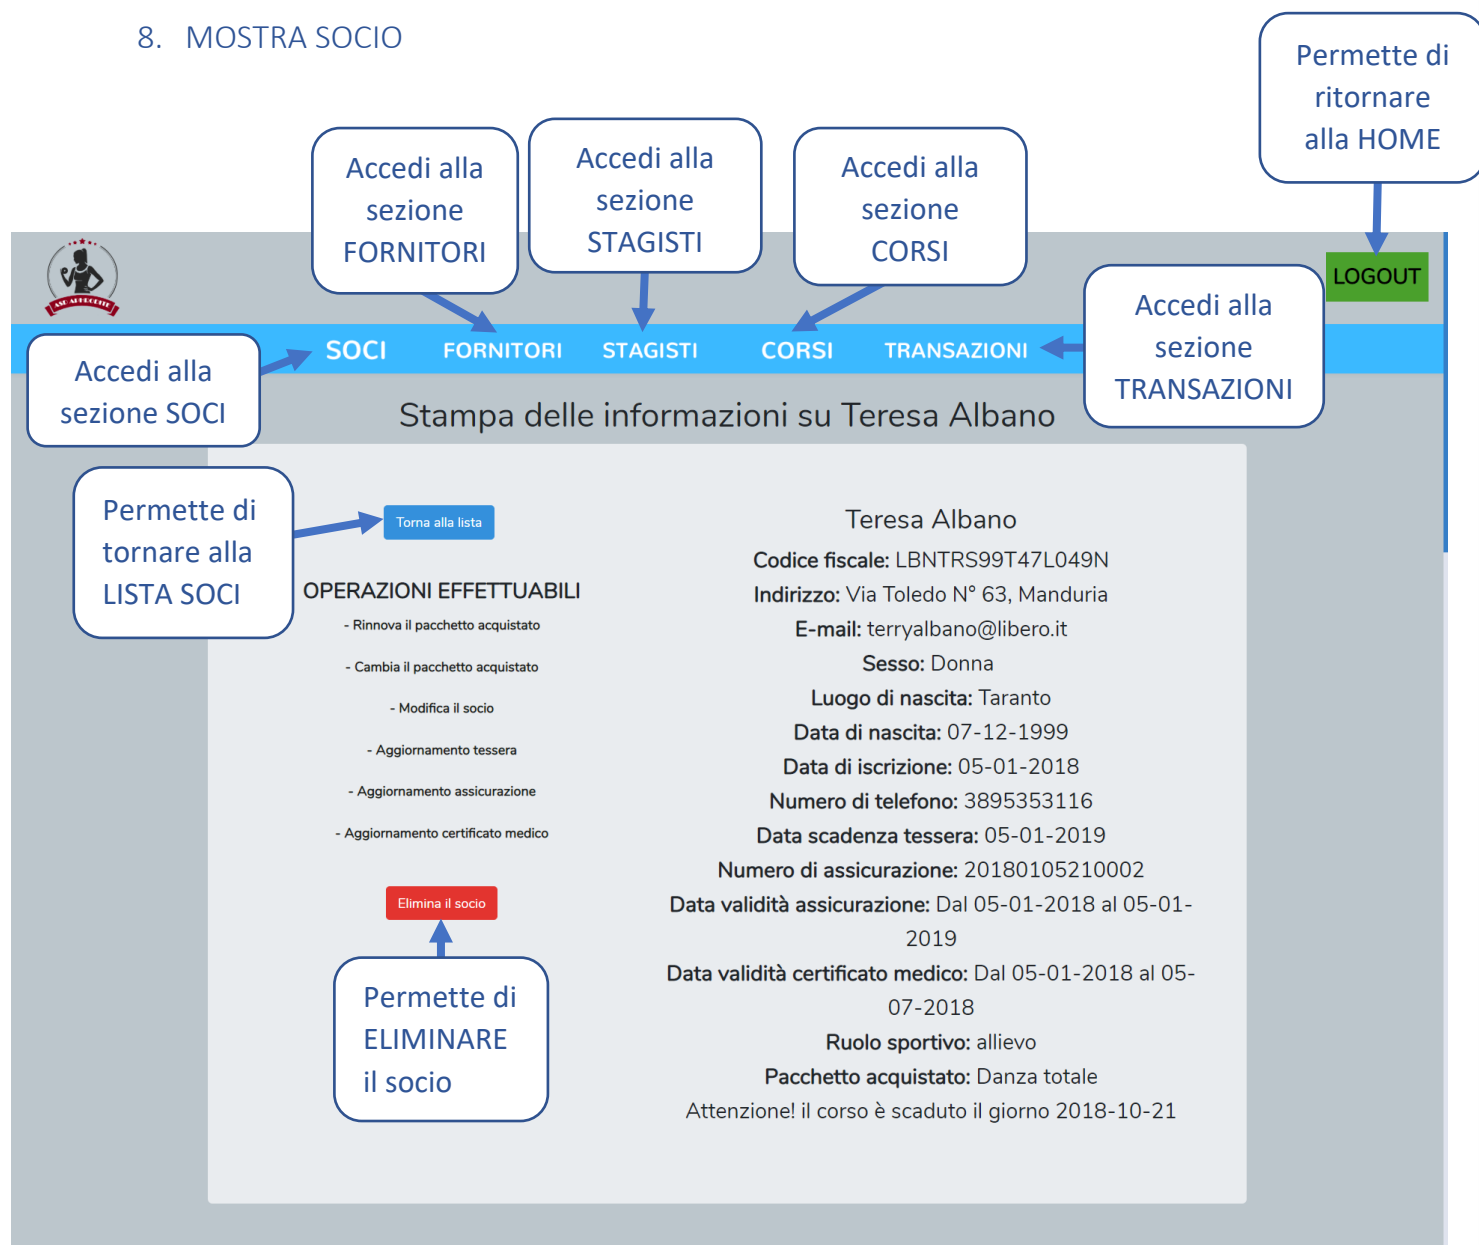 8. MOSTRA SOCIO
Permette di
ritornare
alla HOME
Accedi alla
sezione
FORNITORI
Accedi alla
sezione
STAGISTI
Accedi alla
sezione
CORSI
ASD APHRODITE
LOGOUT
Accedi alla
sezione
TRANSAZIONI
SOCI FORNITORI STAGISTI CORSI TRANSAZIONI
Accedi alla
sezione SOCI
Stampa delle informazioni su Teresa Albano
Permette di
tornare alla
LISTA SOCI
Torna alla lista
OPERAZIONI EFFETTUABILI
- Rinnova il pacchetto acquistato
- Cambia il pacchetto acquistato
- Modifica il socio
- Aggiornamento tessera
- Aggiornamento assicurazione
- Aggiornamento certificato medico
Elimina il socio
Permette di
ELIMINARE
il socio
Teresa Albano
Codice fiscale: LBNTRS99T47L049N
Indirizzo: Via Toledo N° 63, Manduria
E-mail: terryalbano@libero.it
Sesso: Donna
Luogo di nascita: Taranto
Data di nascita: 07-12-1999
Data di iscrizione: 05-01-2018
Numero di telefono: 3895353116
Data scadenza tessera: 05-01-2019
Numero di assicurazione: 20180105210002
Data validità assicurazione: Dal 05-01-2018 al 05-01-
2019
Data validità certificato medico: Dal 05-01-2018 al 05-
07-2018
Ruolo sportivo: allievo
Pacchetto acquistato: Danza totale
Attenzione! il corso è scaduto il giorno 2018-10-21